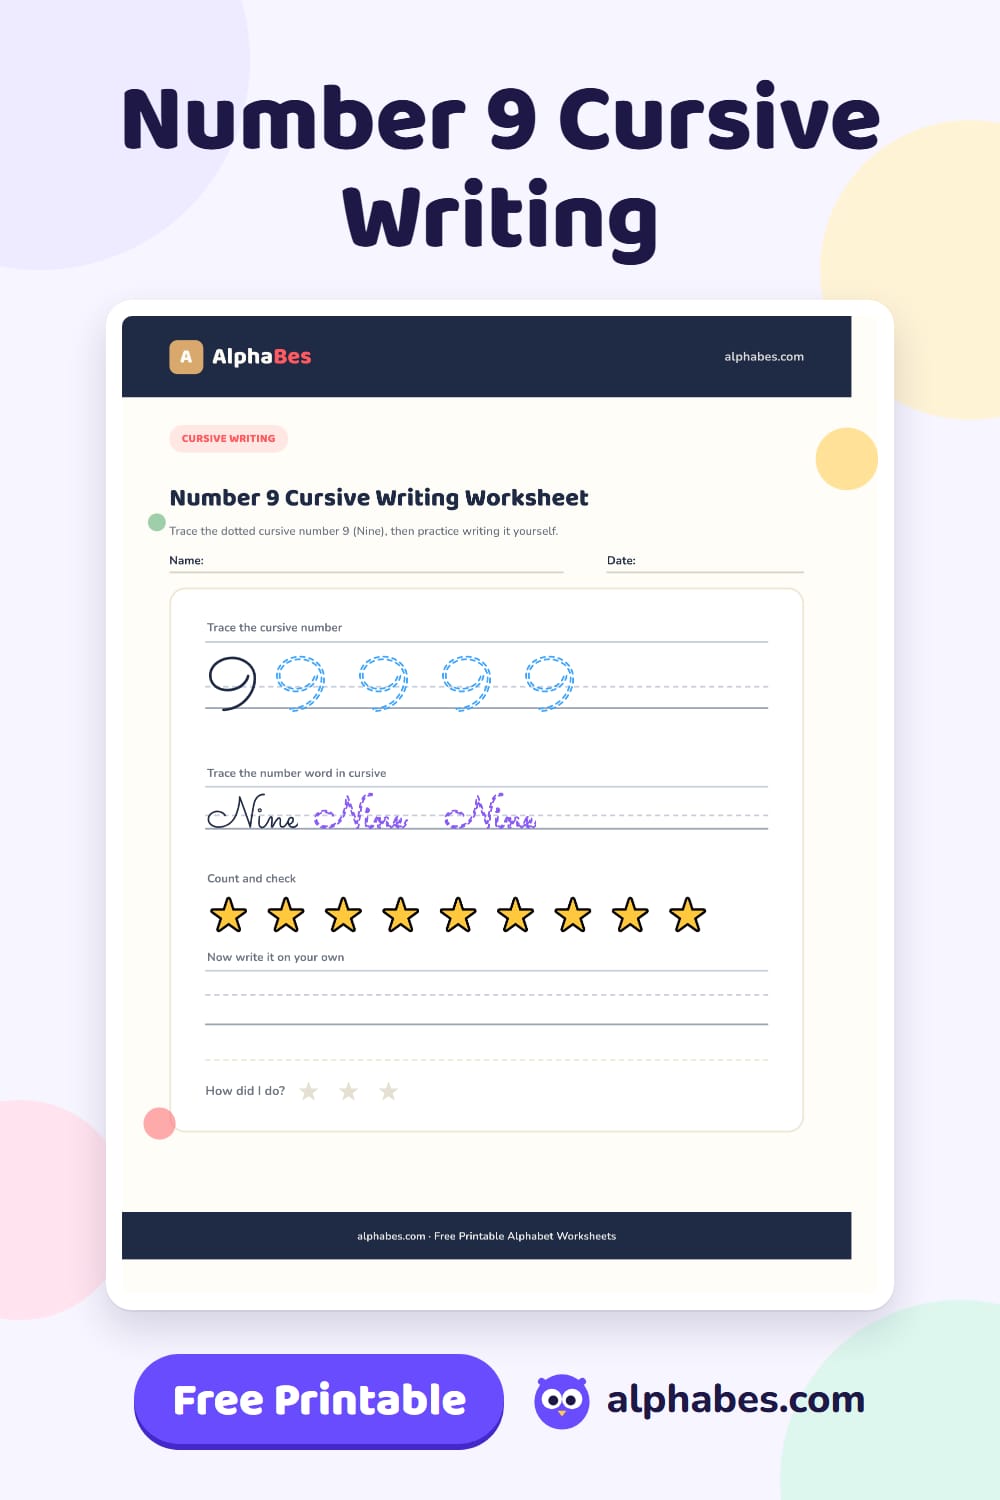 Number 9 Cursive
Writing
A AlphaBes
alphabes.com
CURSIVE WRITING
Number 9 Cursive Writing Worksheet
Trace the dotted cursive number 9 (Nine), then practice writing it yourself.
Name: Date:
Trace the cursive number
9 9 9 9 9
Trace the number word in cursive
Nine Nine Nine
Count and check
Now write it on your own
How did I do?
alphabes.com · Free Printable Alphabet Worksheets
Free Printable
alphabes.com